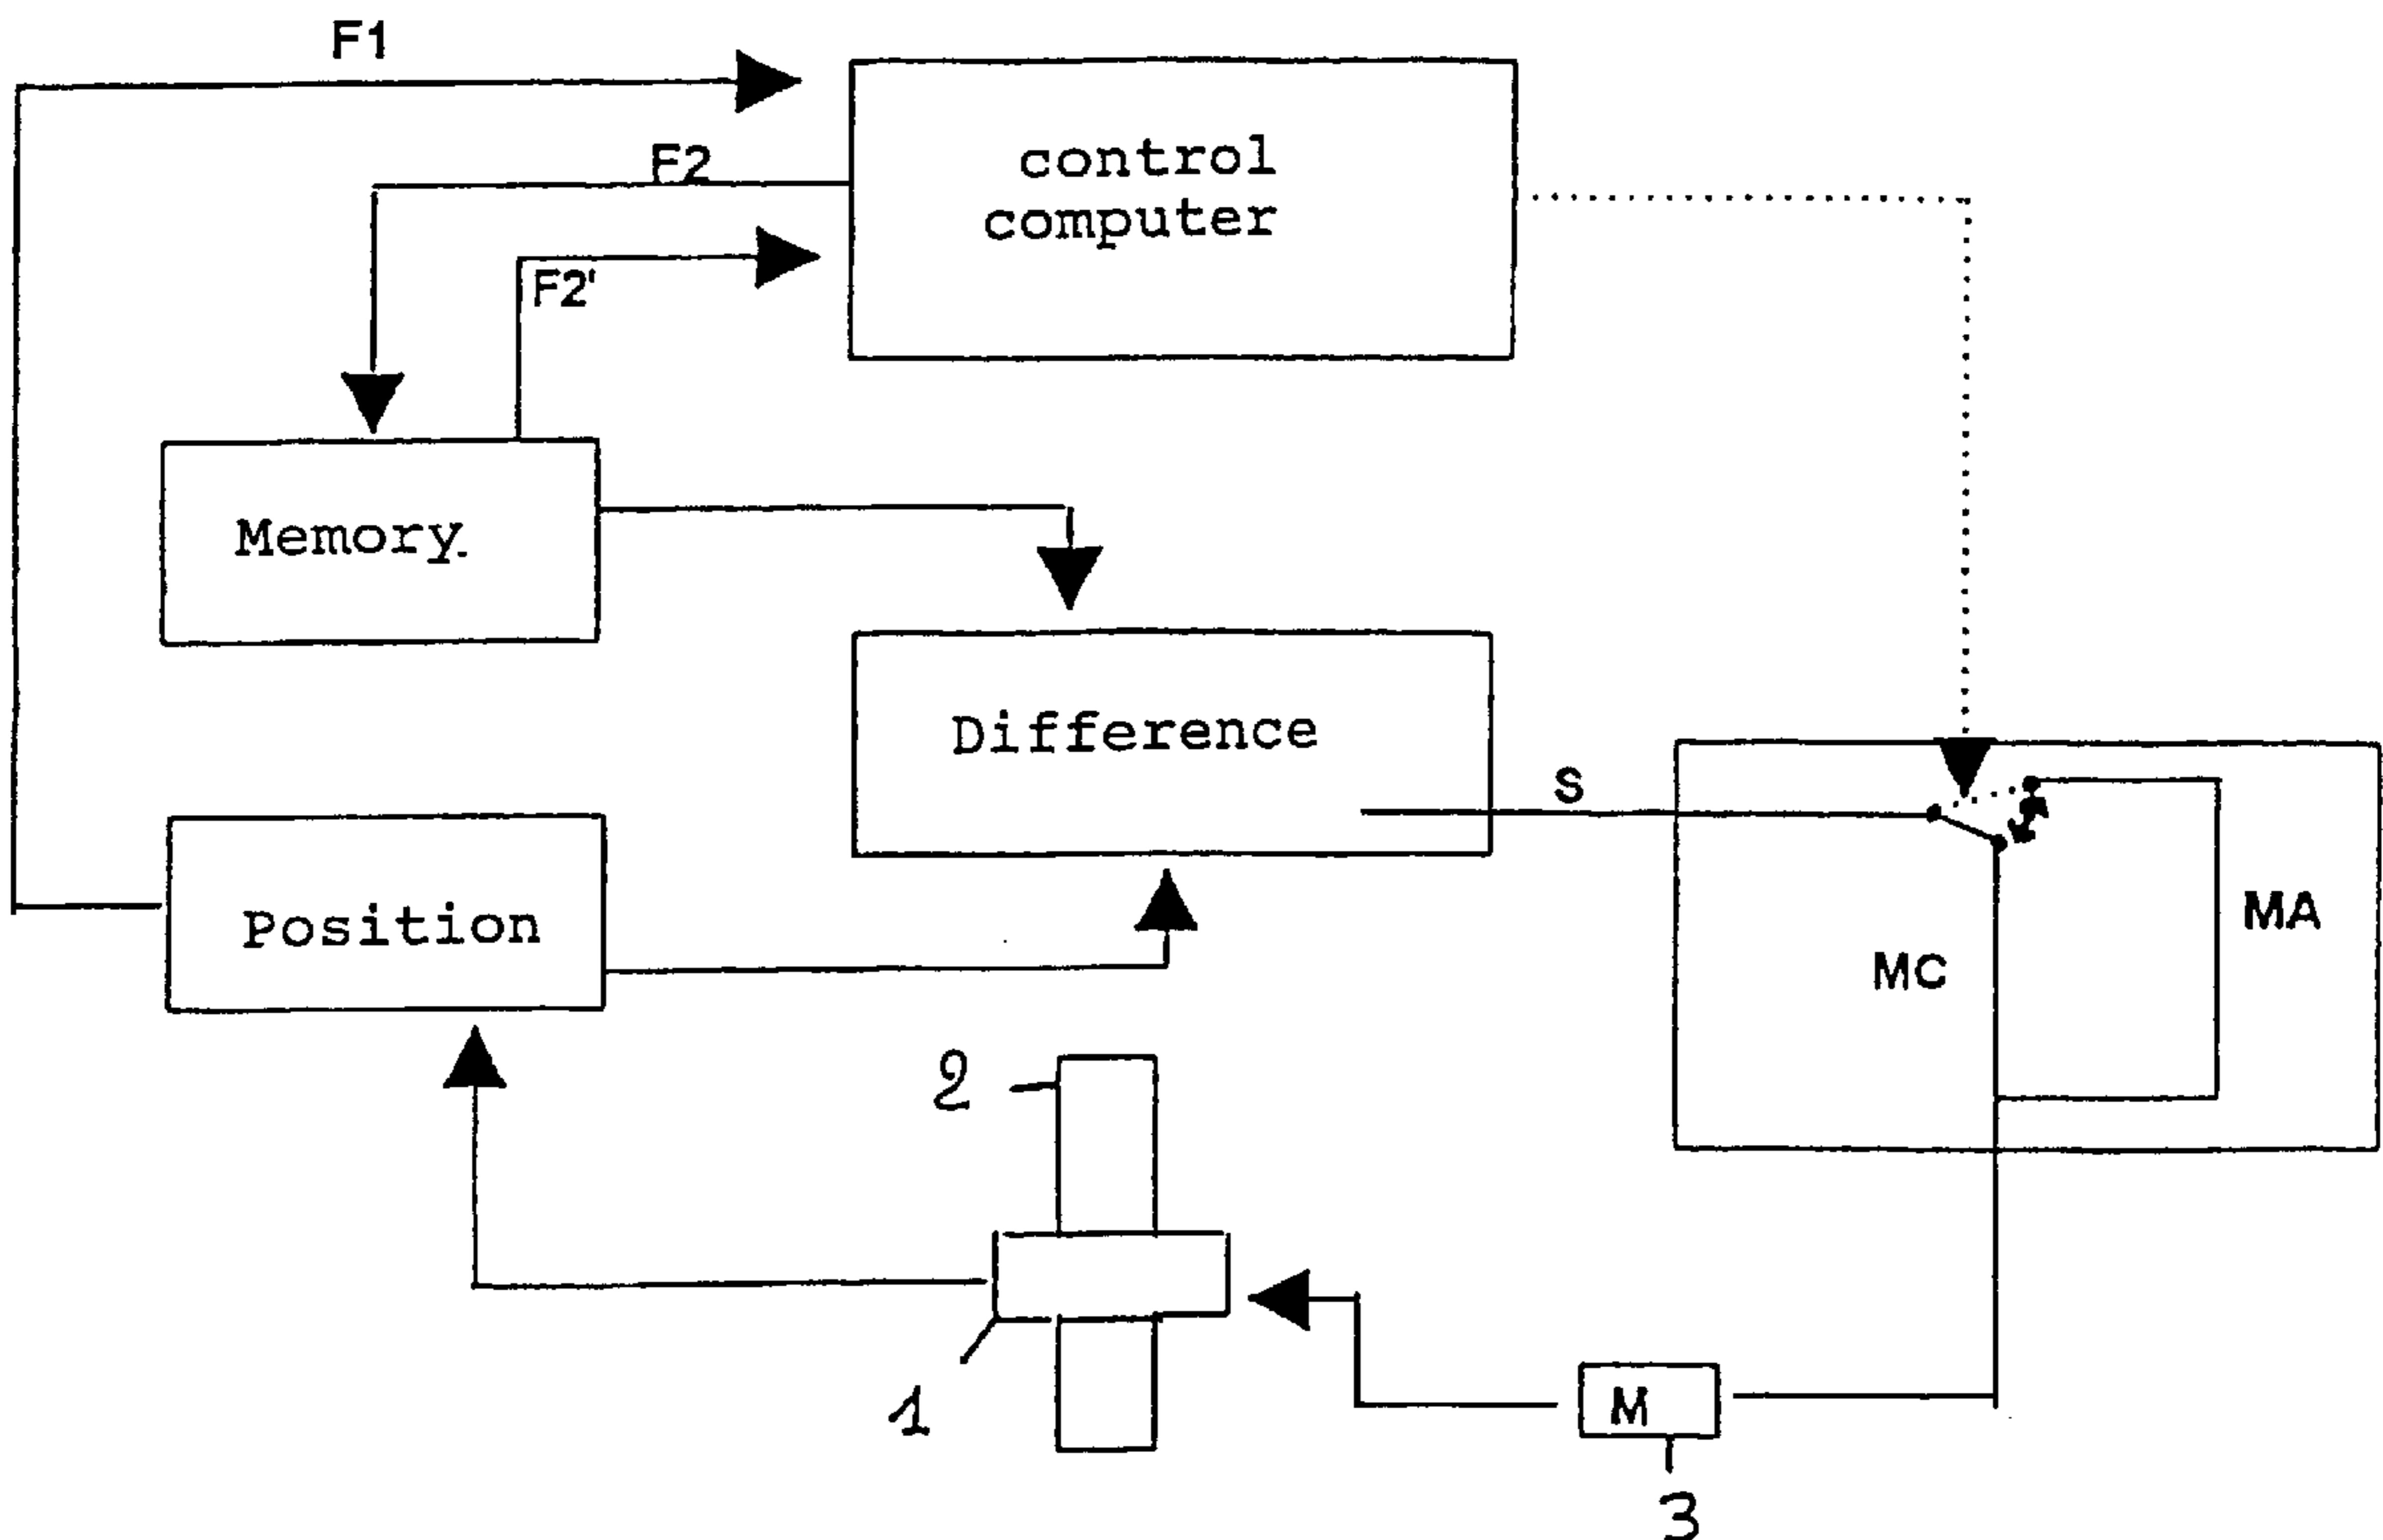 F1
control
computer
F2
F2'
Memory.
Difference
S
Position
MA
MC
2
1
M
3